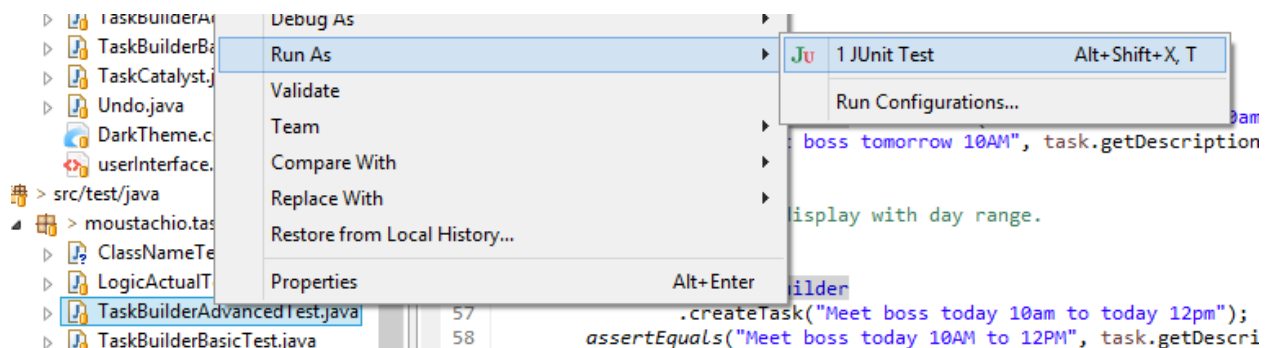 TaskBuilderA
Debug As
TaskBuilderBa
Run As
1 JUnit Test Alt+Shift+X, T
TaskCatalyst.j
Validate
Run Configurations...
Undo.java
0am
DarkTheme.c
Team
boss tomorrow 10AM", task.getDescription
userInterface.
Compare With
> src/test/java
Replace With
display with day range.
> moustachio.tas
Restore from Local History...
ClassNameTe
LogicActualT
Properties Alt+Enter
uilder
TaskBuilderAdvancedTest.java
57 .createTask("Meet boss today 10am to today 12pm");
TaskBuilderBasicTest.java
58 assertEquals("Meet boss today 10AM to 12PM", task.getDescri